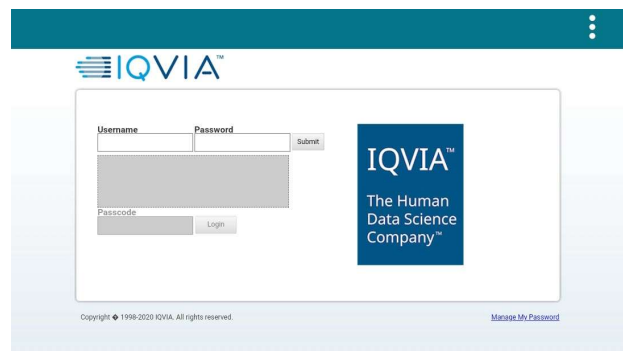 IQVIA™
Username Password
Submit
Passcode
Login
IQVIA™
The Human
Data Science
Company™
Copyright � 1998-2020 IQVIA. All rights reserved.
Manage My Password